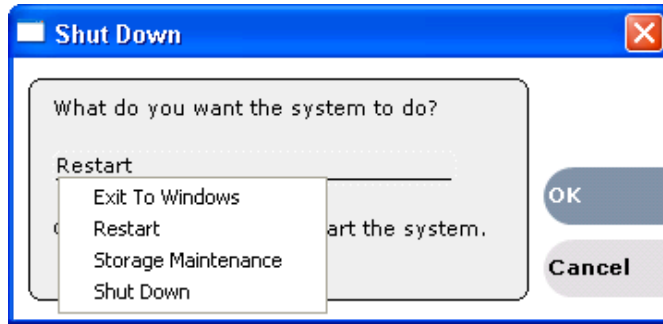 Shut Down
What do you want the system to do?
Restart
Exit To Windows
Restart
art the system.
Storage Maintenance
Shut Down
OK
Cancel